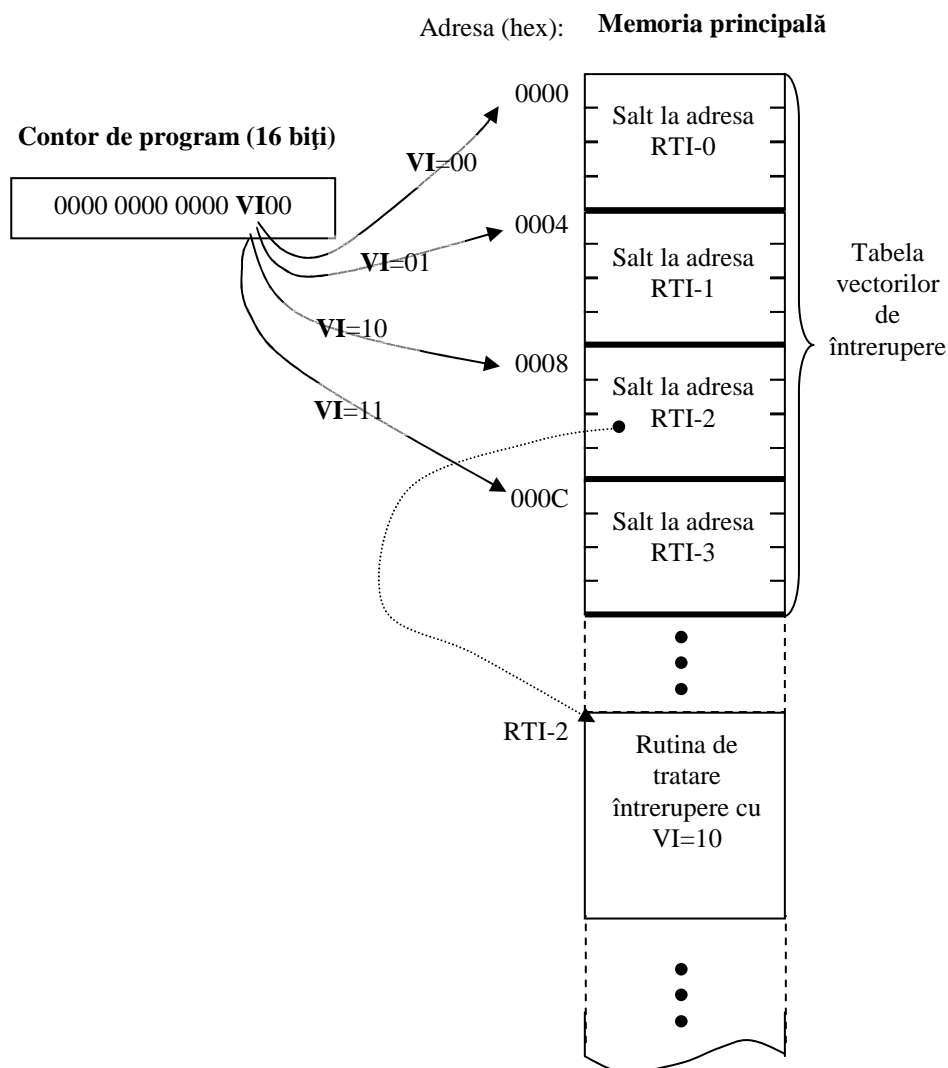 Adresa (hex): Memoria principală
0000
Salt la adresa
RTI-0
Contor de program (16 biţi)
VI=00
0000 0000 0000 VI00
0004
Salt la adresa
RTI-1
VI=01
Tabela
vectorilor
de
întrerupere
VI=10
0008
Salt la adresa
RTI-2
VI=11
000C
Salt la adresa
RTI-3
RTI-2
Rutina de
tratare
întrerupere cu
VI=10